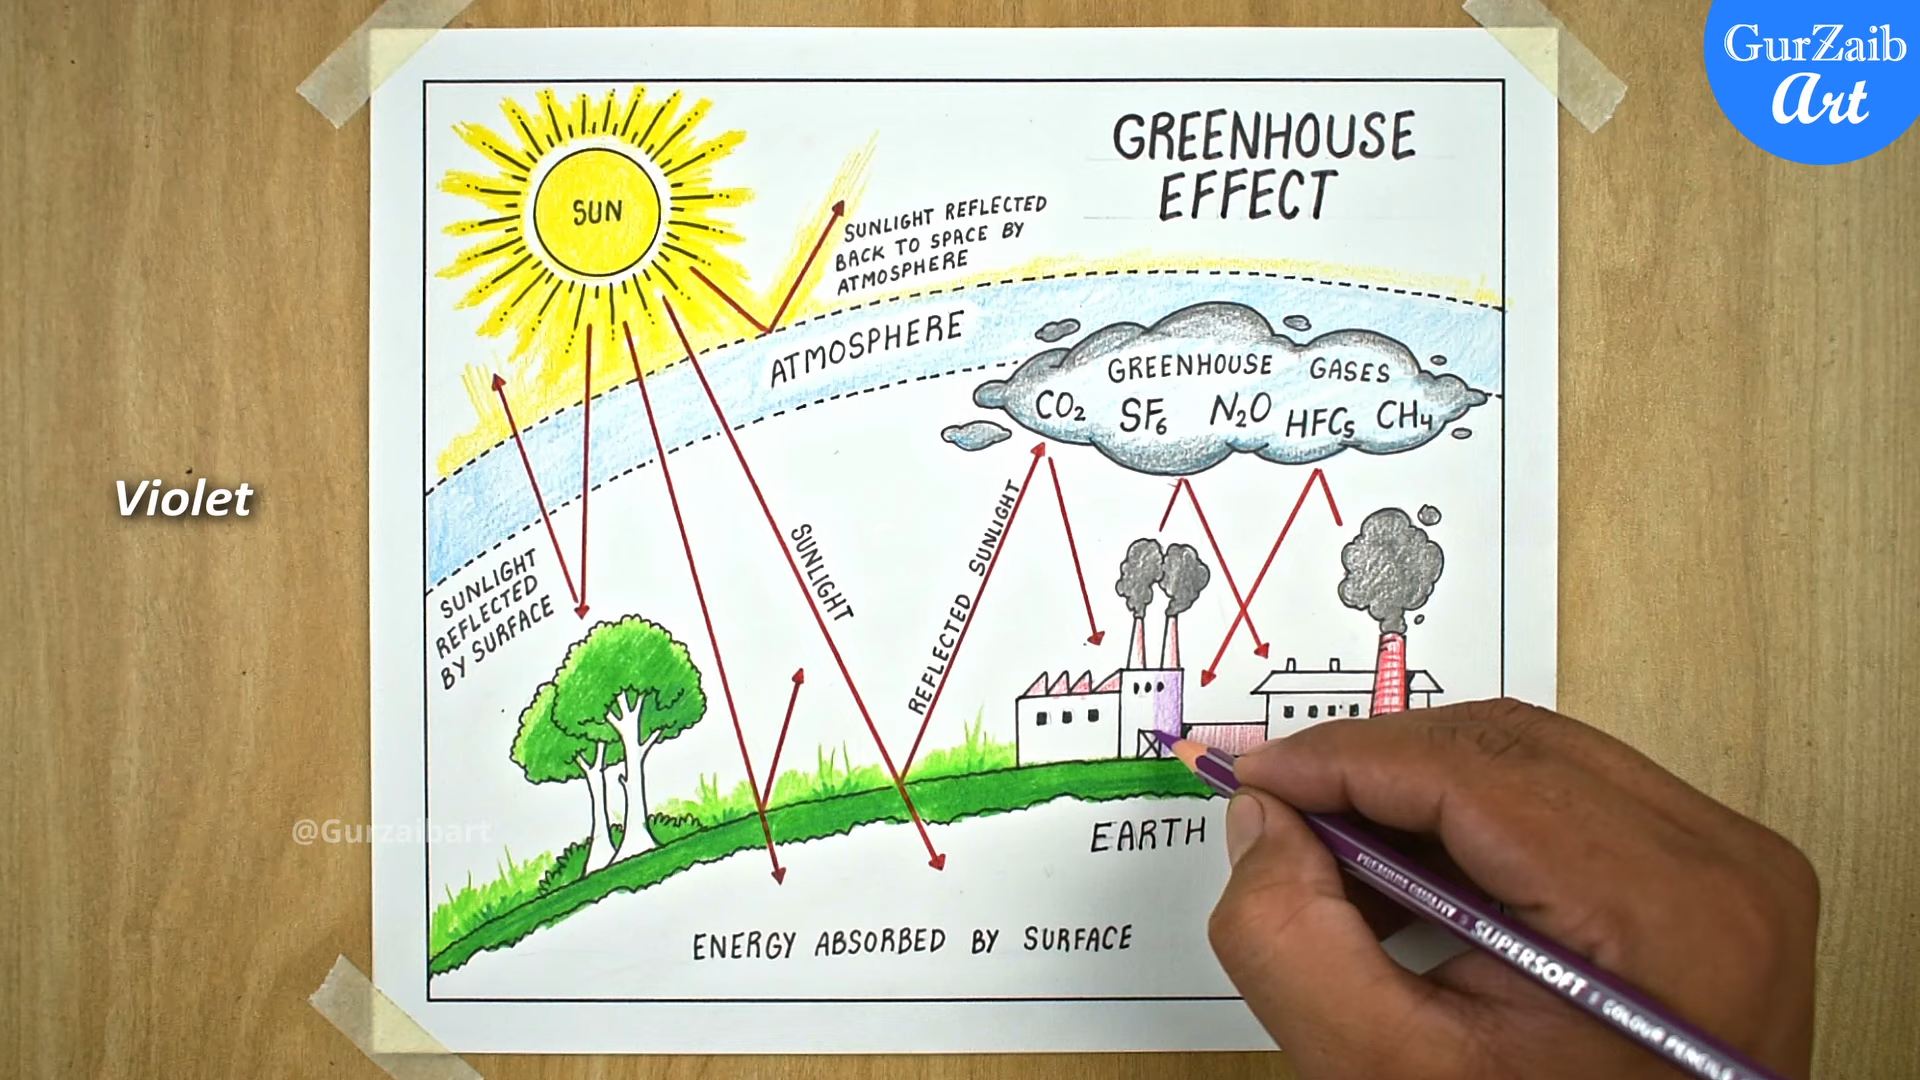 GurZaib
Art
GREENHOUSE
EFFECT
SUN
SUNLIGHT REFLECTED
BACK TO SPACE BY
ATMOSPHERE
ATMOSPHERE
GREENHOUSE GASES
CO₂ SF₆ N₂O HFCs CH₄
Violet
SUNLIGHT
REFLECTED
BY SURFACE
SUNLIGHT
REFLECTED SUNLIGHT
@Gurzaibart
EARTH
ENERGY ABSORBED BY SURFACE
PREMIUM QUALITY SUPERSOFT COLOUR PENCILS